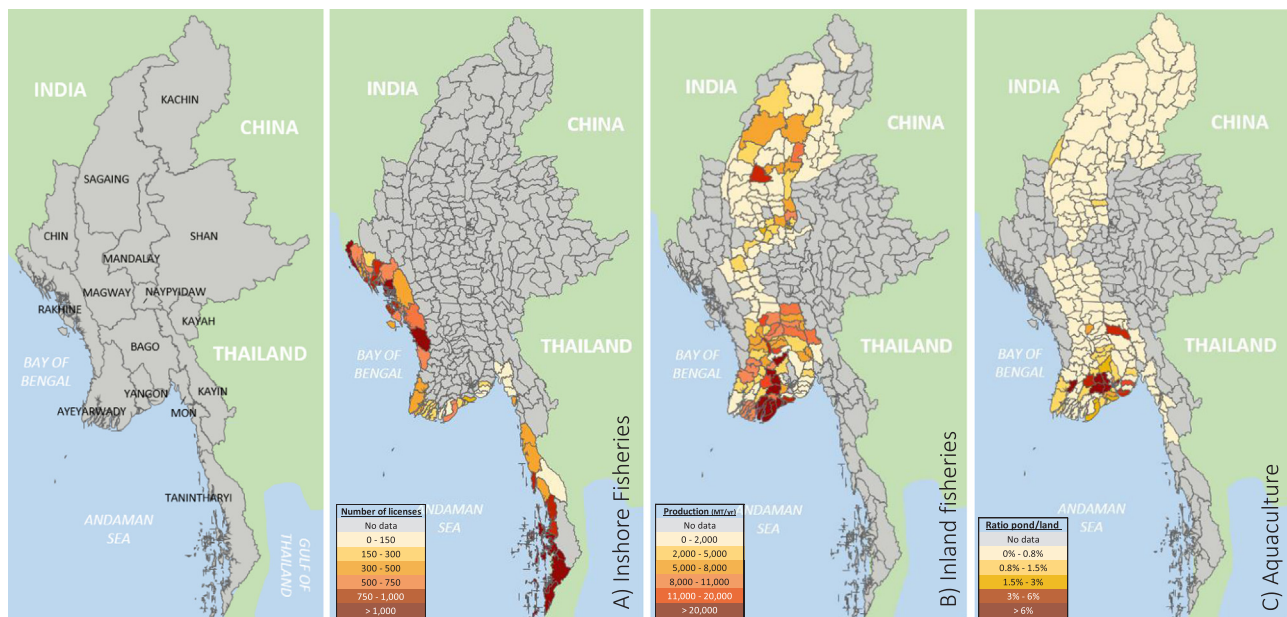 INDIA
KACHIN
CHINA
SAGAING
CHIN
SHAN
MANDALAY
MAGWAY
NAYPYIDAW
RAKHINE
KAYAH
BAGO
THAILAND
BAY OF
BENGAL
YANGON
KAYIN
AYEYARWADY
MON
TANINTHARYI
ANDAMAN
SEA
GULF OF
THAILAND
INDIA
CHINA
THAILAND
BAY OF
BENGAL
ANDAMAN
SEA
Number of licenses
No data
0 - 150
150 - 300
300 - 500
500 - 750
750 - 1,000
> 1,000
A) Inshore Fisheries
INDIA
CHINA
THAILAND
BAY OF
BENGAL
ANDAMAN
SEA
Production (MT/yr)
No data
0 - 2,000
2,000 - 5,000
5,000 - 8,000
8,000 - 11,000
11,000 - 20,000
> 20,000
B) Inland fisheries
INDIA
CHINA
THAILAND
BAY OF
BENGAL
ANDAMAN
SEA
Ratio pond/land
No data
0% - 0.8%
0.8% - 1.5%
1.5% - 3%
3% - 6%
> 6%
C) Aquaculture